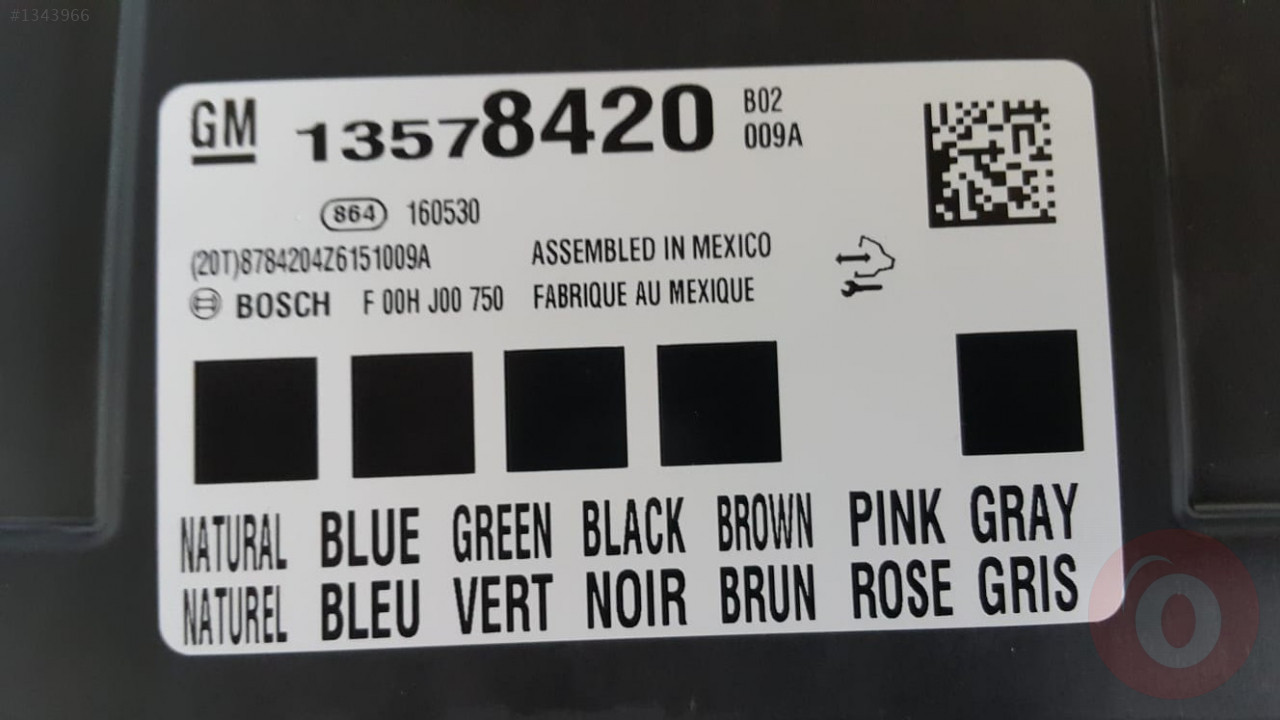 #1343966
GM 13578420 B02
009A
864 160530
(20T)8784204Z6151009A ASSEMBLED IN MEXICO
BOSCH F 00H J00 750 FABRIQUE AU MEXIQUE
NATURAL BLUE GREEN BLACK BROWN PINK GRAY
NATUREL BLEU VERT NOIR BRUN ROSE GRIS